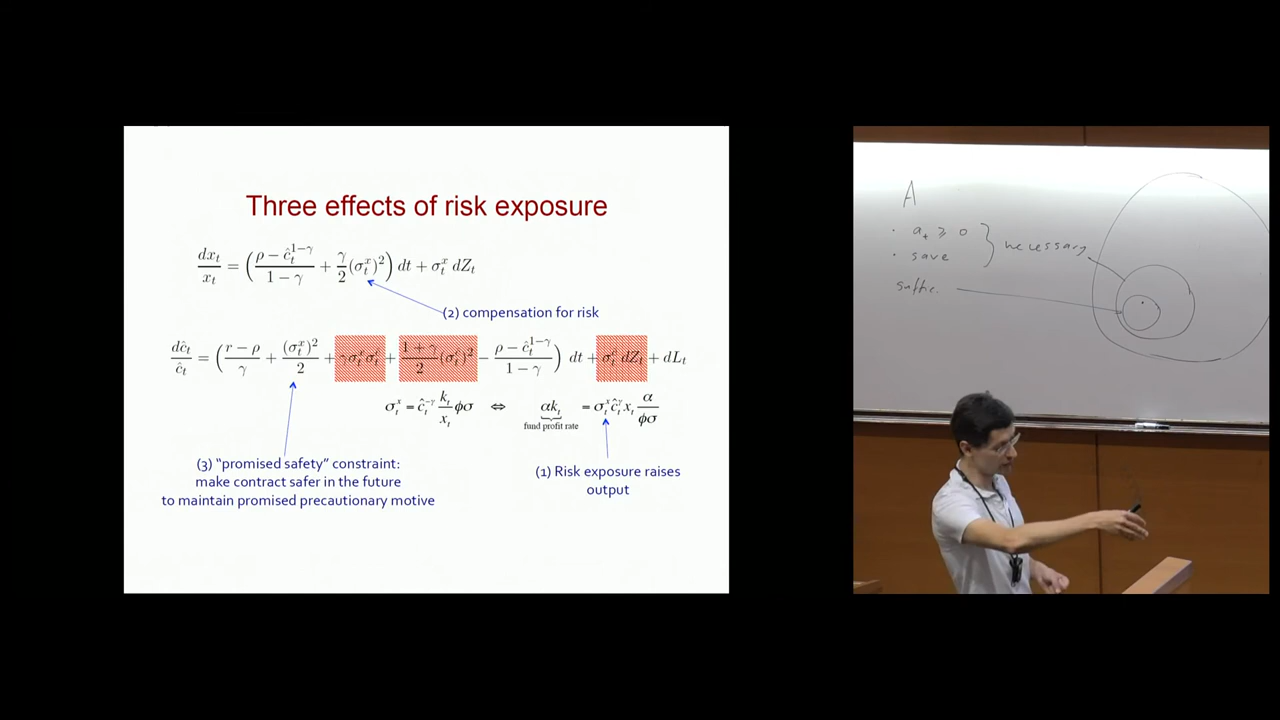 Three effects of risk exposure
dx_t/x_t = ( (ρ − ĉ_t^{1−γ})/(1 − γ) + γ/2 (σ_t^x)^2 ) dt + σ_t^x dZ_t
(2) compensation for risk
dĉ_t/ĉ_t = ( (r − ρ)/γ + (σ_t^x)^2/2 + γσ_t^xσ_t^c + (1 + γ)/2 (σ_t^c)^2 − (ρ − ĉ_t^{1−γ})/(1 − γ) ) dt + σ_t^c dZ_t + dL_t
σ_t^x = ĉ_t^{−γ} k_t/x_t ϕσ ⇔ αk_t = σ_t^x ĉ_t^γ x_t α/ϕσ
fund profit rate
(3) “promised safety” constraint:
make contract safer in the future
to maintain promised precautionary motive
(1) Risk exposure raises
output
A
· a_t ⩾ 0
· save
} necessary
suffic.